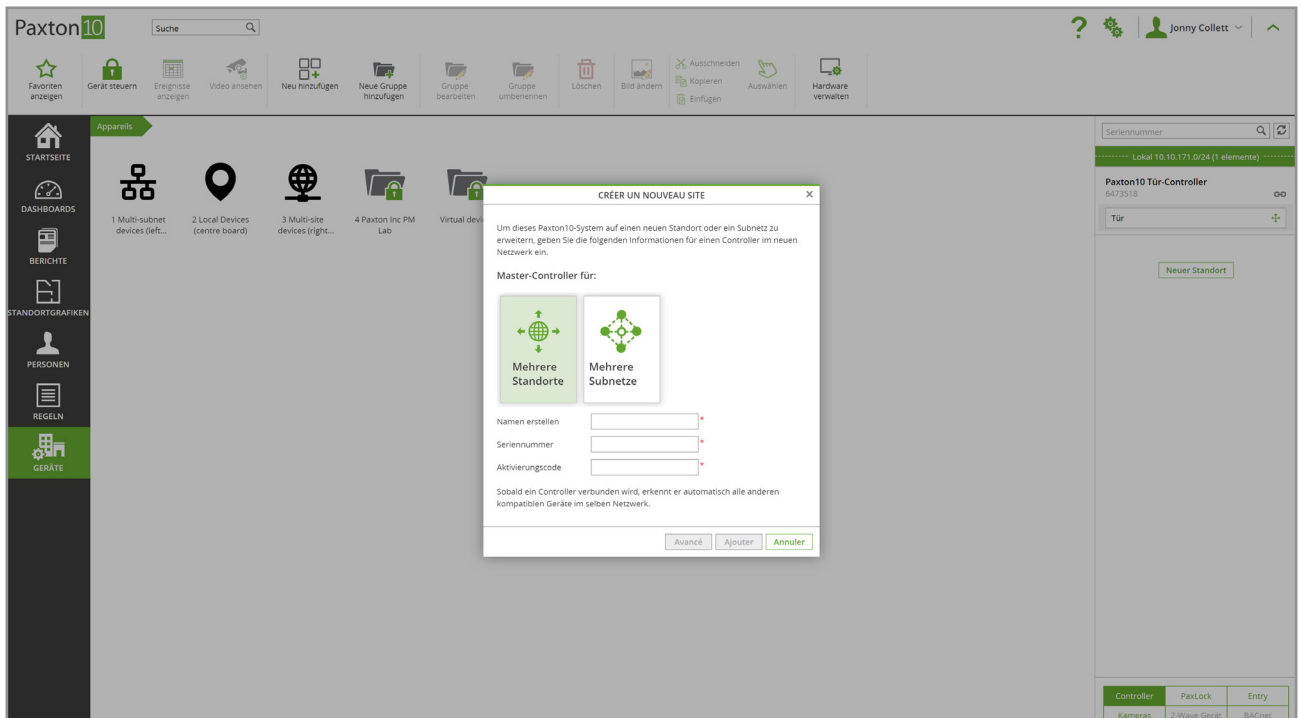 Paxton10
Suche
?
Jonny Collett
Favoriten
anzeigen
Gerät steuern
Ereignisse
anzeigen
Video ansehen
Neu hinzufügen
Neue Gruppe
hinzufügen
Gruppe
bearbeiten
Gruppe
umbenennen
Löschen
Bild ändern
Ausschneiden
Kopieren
Einfügen
Auswählen
Hardware
verwalten
STARTSEITE
DASHBOARDS
BERICHTE
STANDORTGRAFIKEN
PERSONEN
REGELN
GERÄTE
Appareils
1 Multi-subnet
devices (left...
2 Local Devices
(centre board)
3 Multi-site
devices (right...
4 Paxton Inc PM
Lab
Virtual devi
CRÉER UN NOUVEAU SITE
Um dieses Paxton10-System auf einen neuen Standort oder ein Subnetz zu
erweitern, geben Sie die folgenden Informationen für einen Controller im neuen
Netzwerk ein.
Master-Controller für:
Mehrere
Standorte
Mehrere
Subnetze
Namen erstellen *
Seriennummer *
Aktivierungscode *
Sobald ein Controller verbunden wird, erkennt er automatisch alle anderen
kompatiblen Geräte im selben Netzwerk.
Avancé
Ajouter
Annuler
Seriennummer
Lokal 10.10.171.0/24 (1 elemente)
Paxton10 Tür-Controller
6473518
Tür
Neuer Standort
Controller
PaxLock
Entry
Kameras
Z-Wave Gerät
BACnet